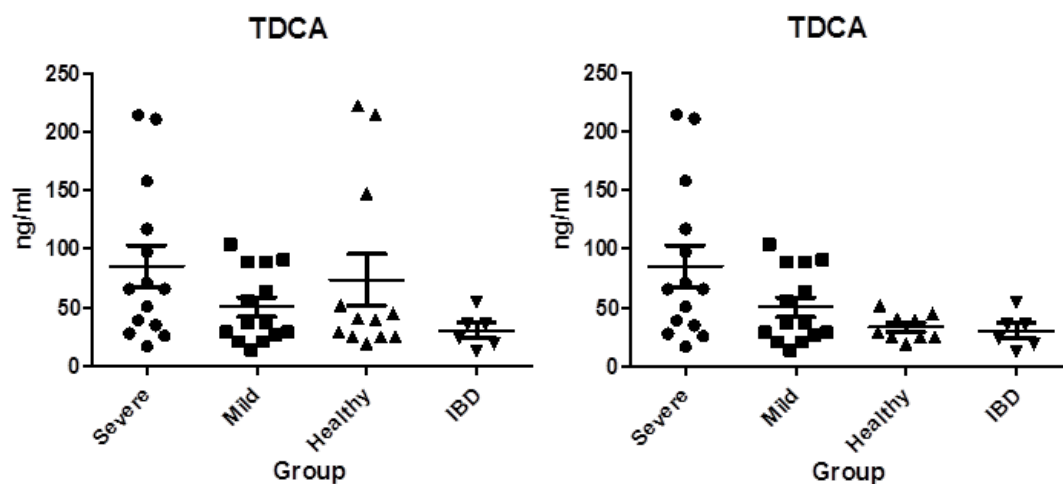 TDCA
250
200
150
100
50
0
ng/ml
Severe
Mild
Healthy
IBD
Group
TDCA
250
200
150
100
50
0
ng/ml
Severe
Mild
Healthy
IBD
Group